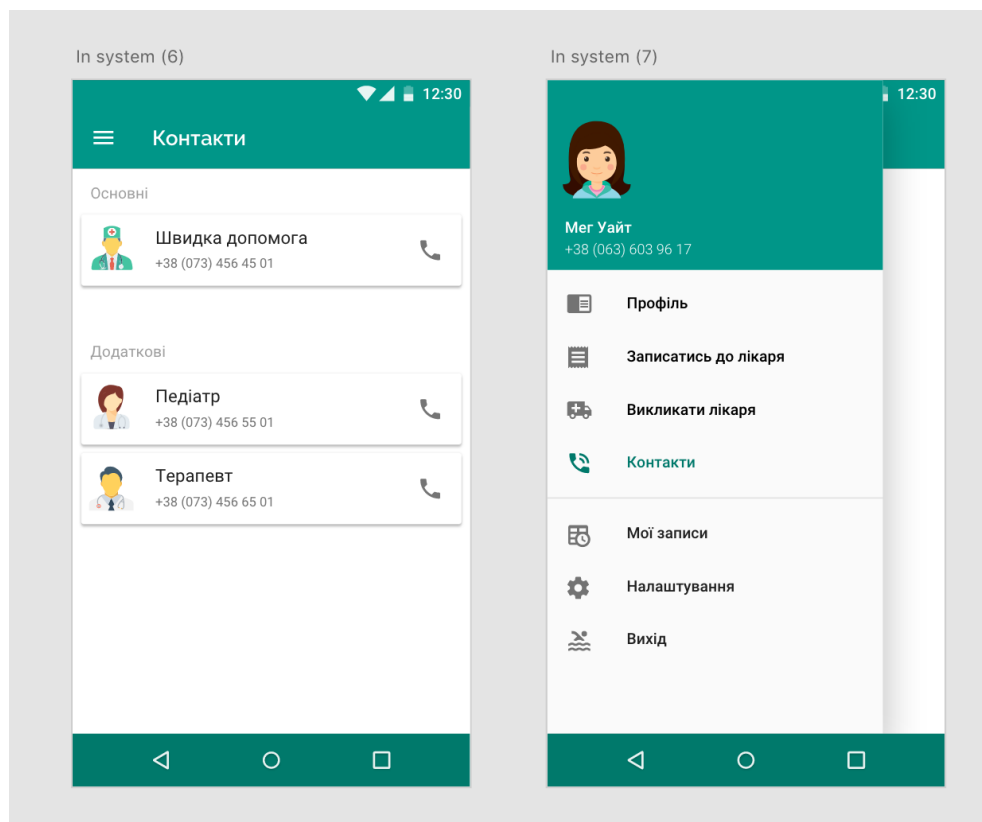 In system (6)
12:30
Контакти
Основні
Швидка допомога
+38 (073) 456 45 01
Додаткові
Педіатр
+38 (073) 456 55 01
Терапевт
+38 (073) 456 65 01
In system (7)
12:30
Мег Уайт
+38 (063) 603 96 17
Профіль
Записатись до лікаря
Викликати лікаря
Контакти
Мої записи
Налаштування
Вихід